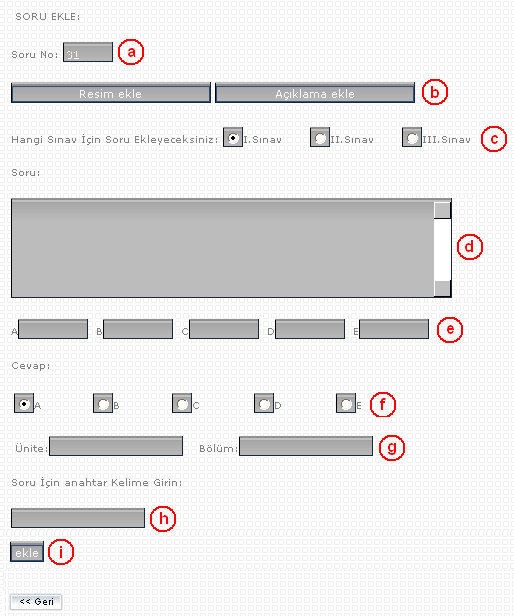 SORU EKLE:
Soru No: 31 a
Resim ekle Açıklama ekle b
Hangi Sınav İçin Soru Ekleyeceksiniz: I.Sınav II.Sınav III.Sınav c
Soru:
d
A B C D E e
Cevap:
A B C D E f
Ünite: Bölüm: g
Soru İçin anahtar Kelime Girin:
h
ekle i
<< Geri